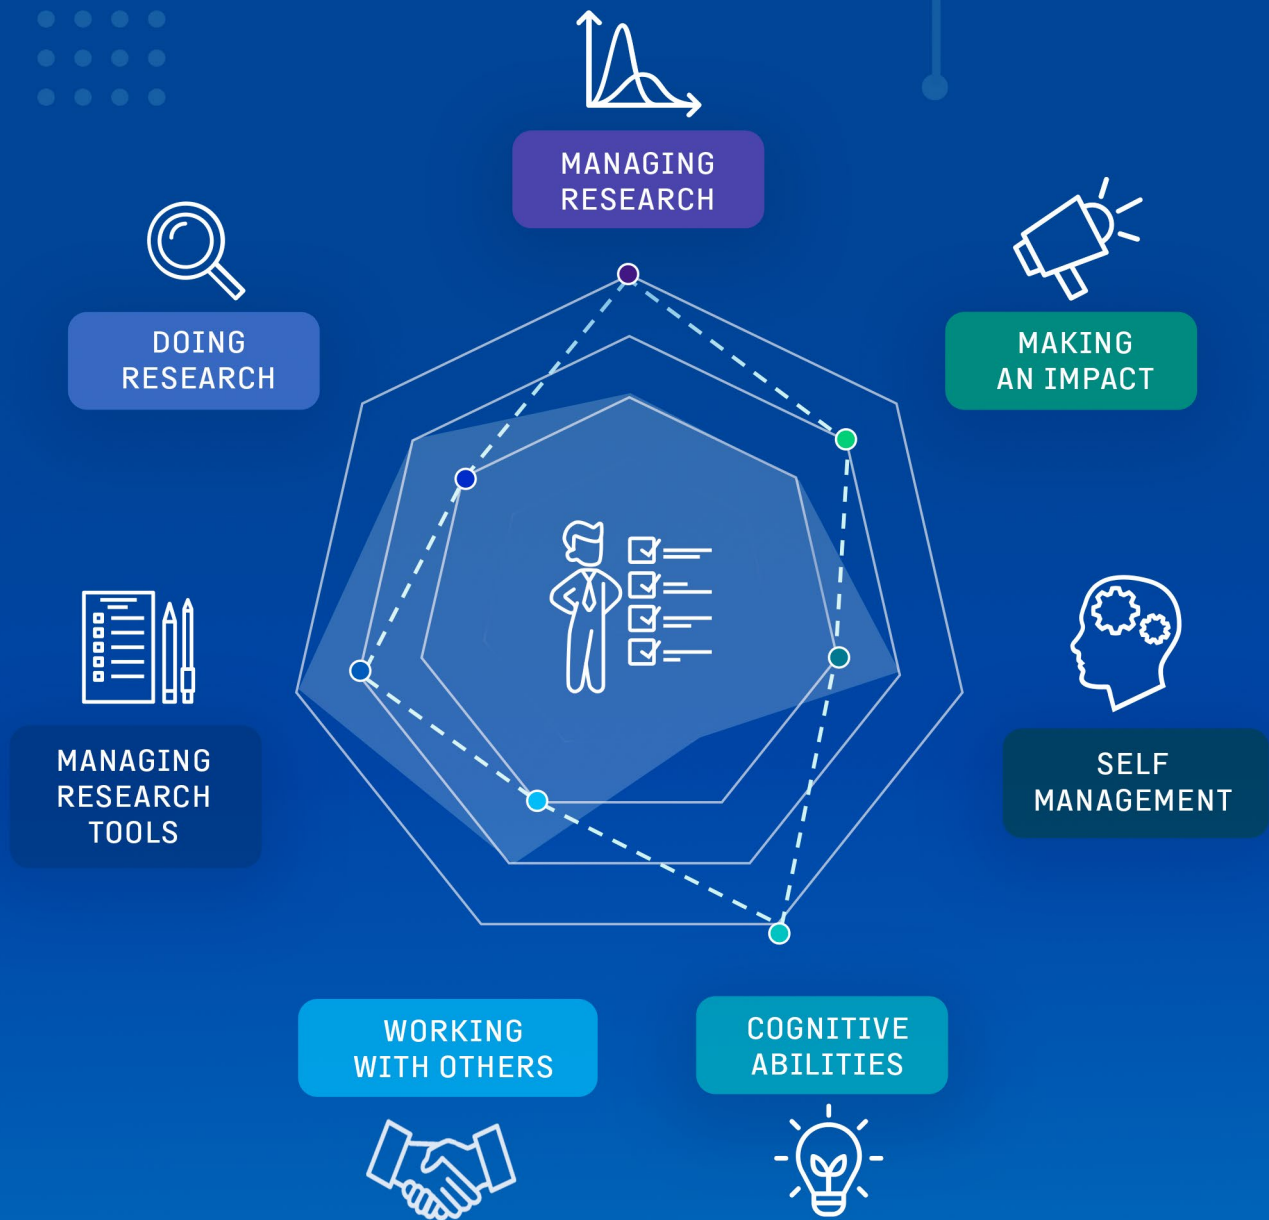 MANAGING
RESEARCH
DOING
RESEARCH
MAKING
AN IMPACT
MANAGING
RESEARCH
TOOLS
SELF
MANAGEMENT
WORKING
WITH OTHERS
COGNITIVE
ABILITIES